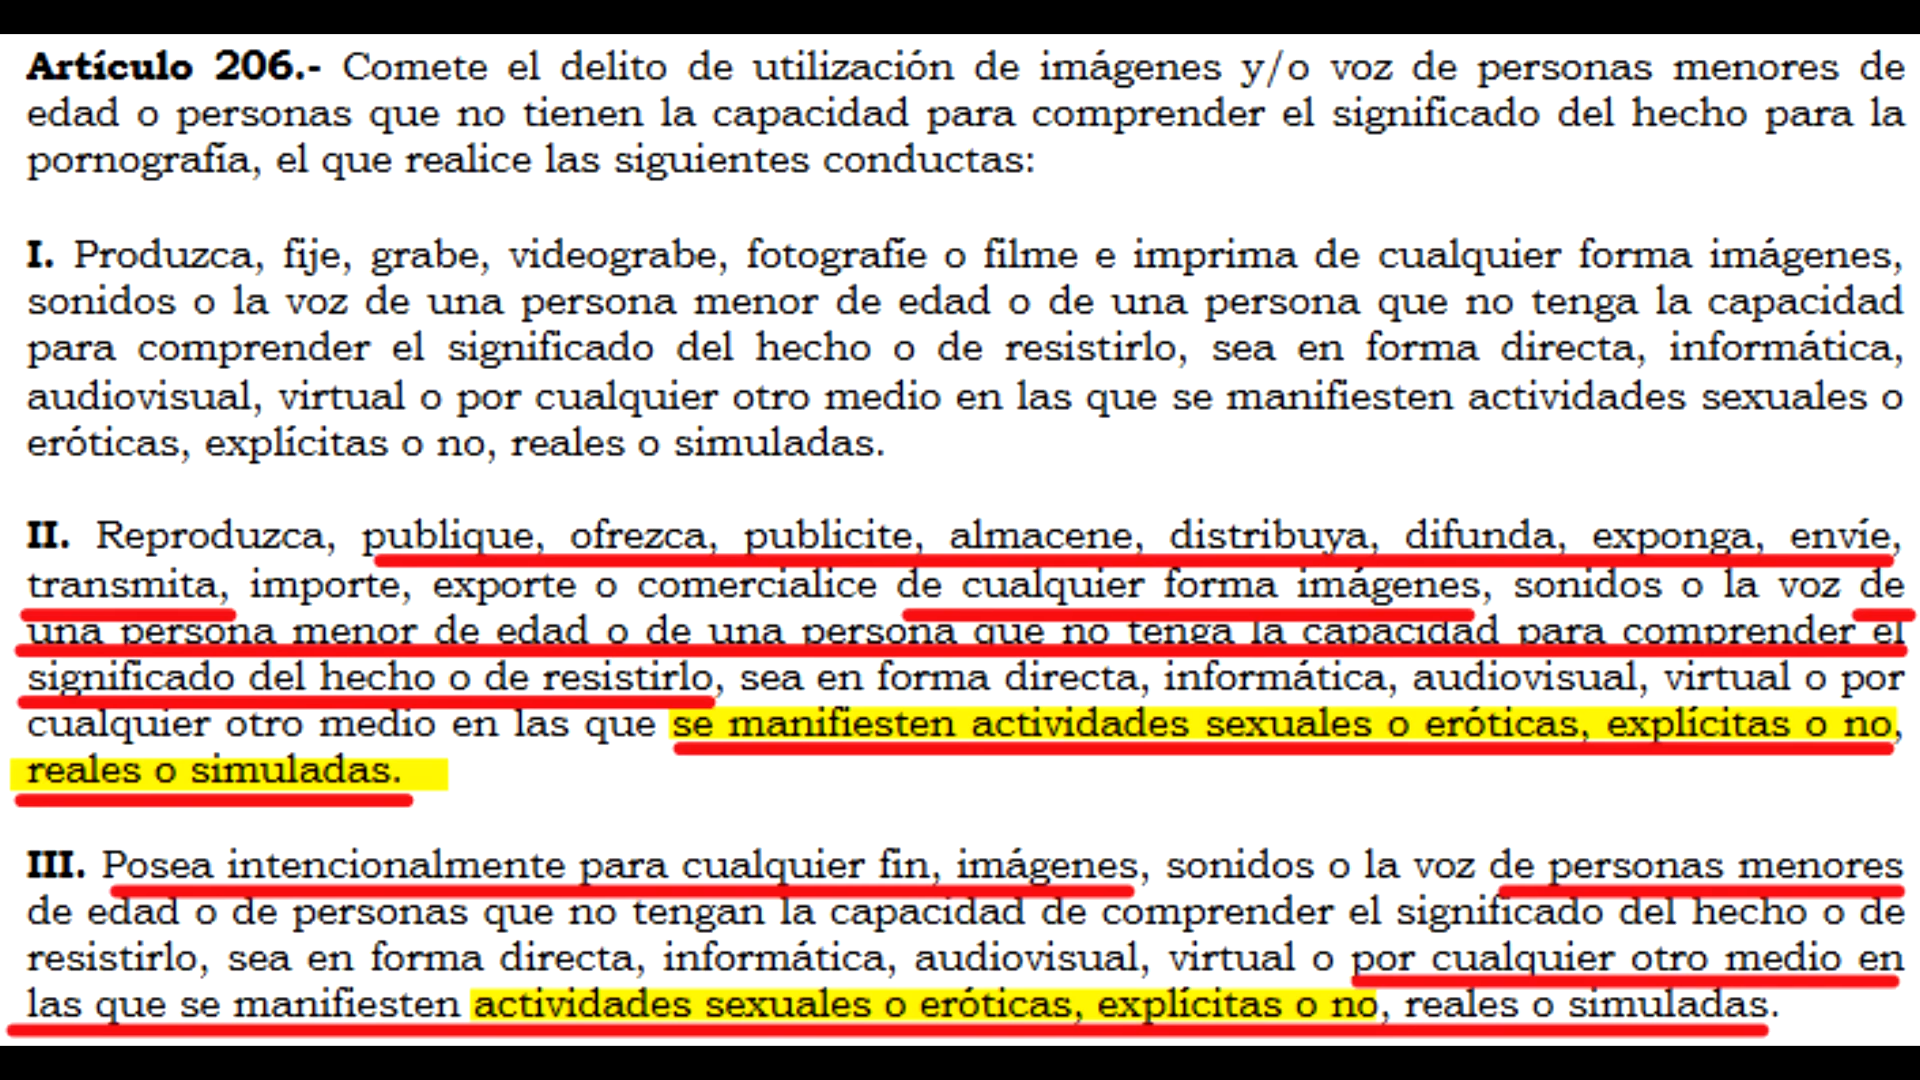 Artículo 206.- Comete el delito de utilización de imágenes y/o voz de personas menores de
edad o personas que no tienen la capacidad para comprender el significado del hecho para la
pornografía, el que realice las siguientes conductas:
I. Produzca, fije, grabe, videograbe, fotografíe o filme e imprima de cualquier forma imágenes,
sonidos o la voz de una persona menor de edad o de una persona que no tenga la capacidad
para comprender el significado del hecho o de resistirlo, sea en forma directa, informática,
audiovisual, virtual o por cualquier otro medio en las que se manifiesten actividades sexuales o
eróticas, explícitas o no, reales o simuladas.
II. Reproduzca, publique, ofrezca, publicite, almacene, distribuya, difunda, exponga, envíe,
transmita, importe, exporte o comercialice de cualquier forma imágenes, sonidos o la voz de
una persona menor de edad o de una persona que no tenga la capacidad para comprender el
significado del hecho o de resistirlo, sea en forma directa, informática, audiovisual, virtual o por
cualquier otro medio en las que se manifiesten actividades sexuales o eróticas, explícitas o no,
reales o simuladas.
III. Posea intencionalmente para cualquier fin, imágenes, sonidos o la voz de personas menores
de edad o de personas que no tengan la capacidad de comprender el significado del hecho o de
resistirlo, sea en forma directa, informática, audiovisual, virtual o por cualquier otro medio en
las que se manifiesten actividades sexuales o eróticas, explícitas o no, reales o simuladas.